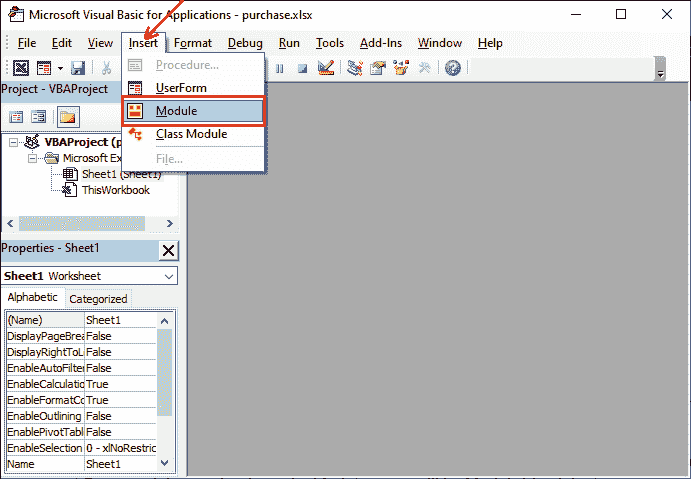 Microsoft Visual Basic for Applications - purchase.xlsx
File Edit View Insert Format Debug Run Tools Add-Ins Window Help
Procedure...
UserForm
Module
Class Module
File...
Project - VBAProject
VBAProject (p
Microsoft Ex
Sheet1 (Sheet1)
ThisWorkbook
Properties - Sheet1
Sheet1 Worksheet
Alphabetic Categorized
(Name) Sheet1
DisplayPageBrea False
DisplayRightToL False
EnableAutoFilter False
EnableCalculatio True
EnableFormatCo True
EnableOutlining False
EnablePivotTabl False
EnableSelection 0 - xlNoRestric
Name Sheet1